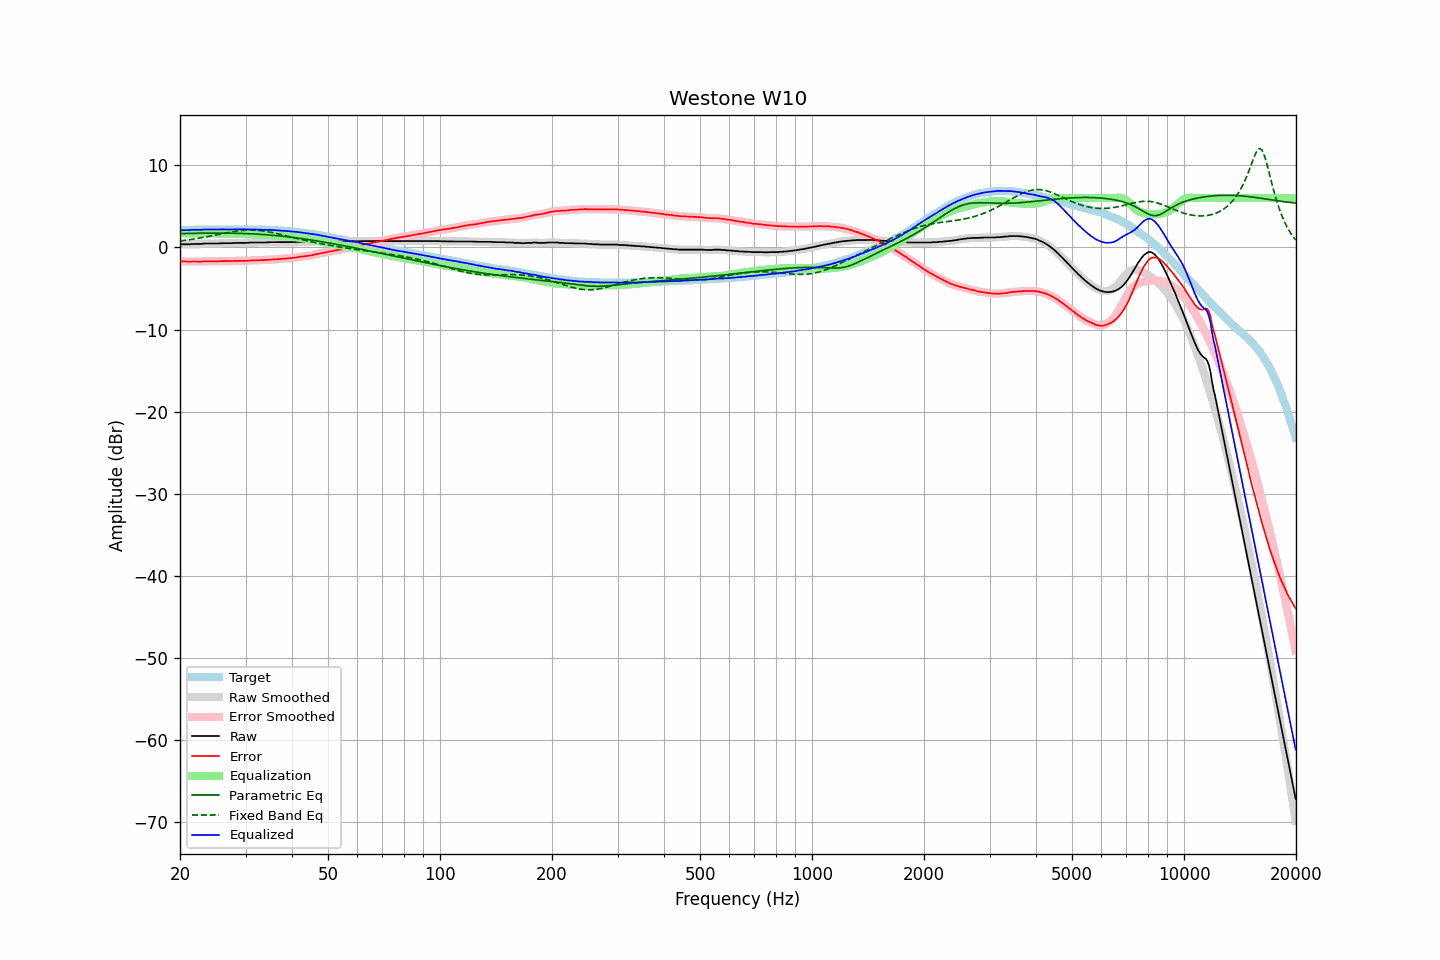 Westone W10
Amplitude (dBr)
10
0
−10
−20
−30
−40
−50
−60
−70
Target
Raw Smoothed
Error Smoothed
Raw
Error
Equalization
Parametric Eq
Fixed Band Eq
Equalized
20 50 100 200 500 1000 2000 5000 10000 20000
Frequency (Hz)